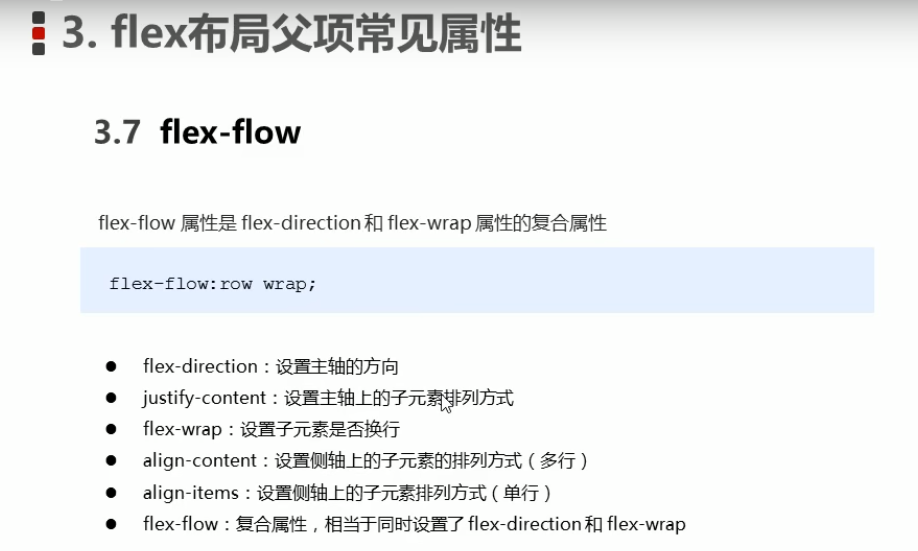 3. flex布局父项常见属性
3.7 flex-flow
flex-flow 属性是 flex-direction 和 flex-wrap 属性的复合属性
flex-flow:row wrap;
● flex-direction：设置主轴的方向
● justify-content：设置主轴上的子元素排列方式
● flex-wrap：设置子元素是否换行
● align-content：设置侧轴上的子元素的排列方式（多行）
● align-items：设置侧轴上的子元素排列方式（单行）
● flex-flow：复合属性，相当于同时设置了 flex-direction 和 flex-wrap